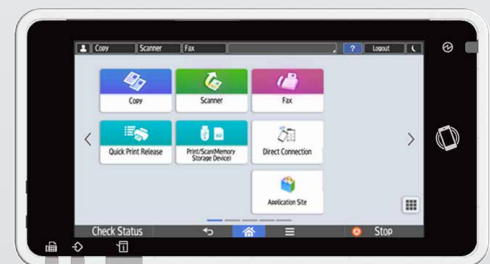 Copy Scanner Fax ? Logout
Copy Scanner Fax
Quick Print Release Print/Scan(Memory Storage Device) Direct Connection
Application Site
Check Status Stop